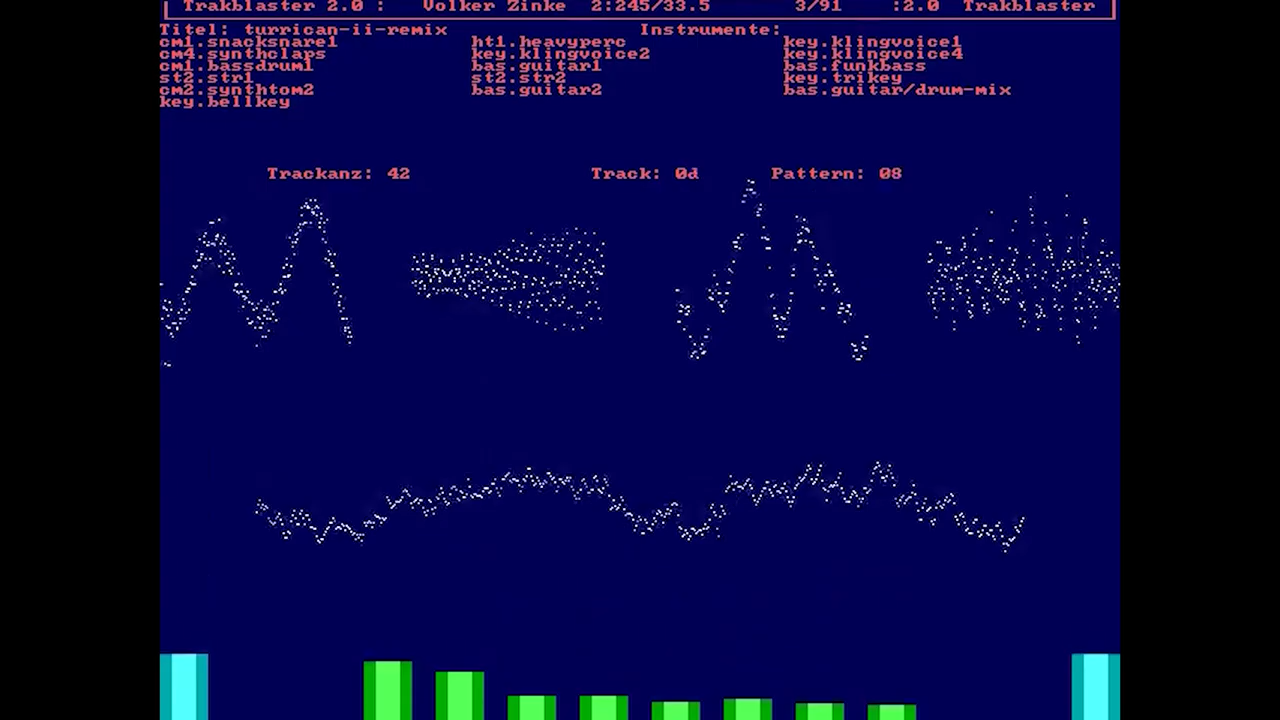 Trakblaster 2.0 : Volker Zinke 2:245/33.5 3/91 :2.0 Trakblaster
Titel: turrican-ii-remix Instrumente:
cm1.snacksnare1 ht1.heavyperc key.klingvoice1
cm4.synthclaps key.klingvoice2 key.klingvoice4
cm1.bassdrum1 bas.guitar1 bas.funkbass
st2.str1 st2.str2 key.trikey
cm2.synthtom2 bas.guitar2 bas.guitar/drum-mix
key.bellkey
Trackanz: 42 Track: 0d Pattern: 08